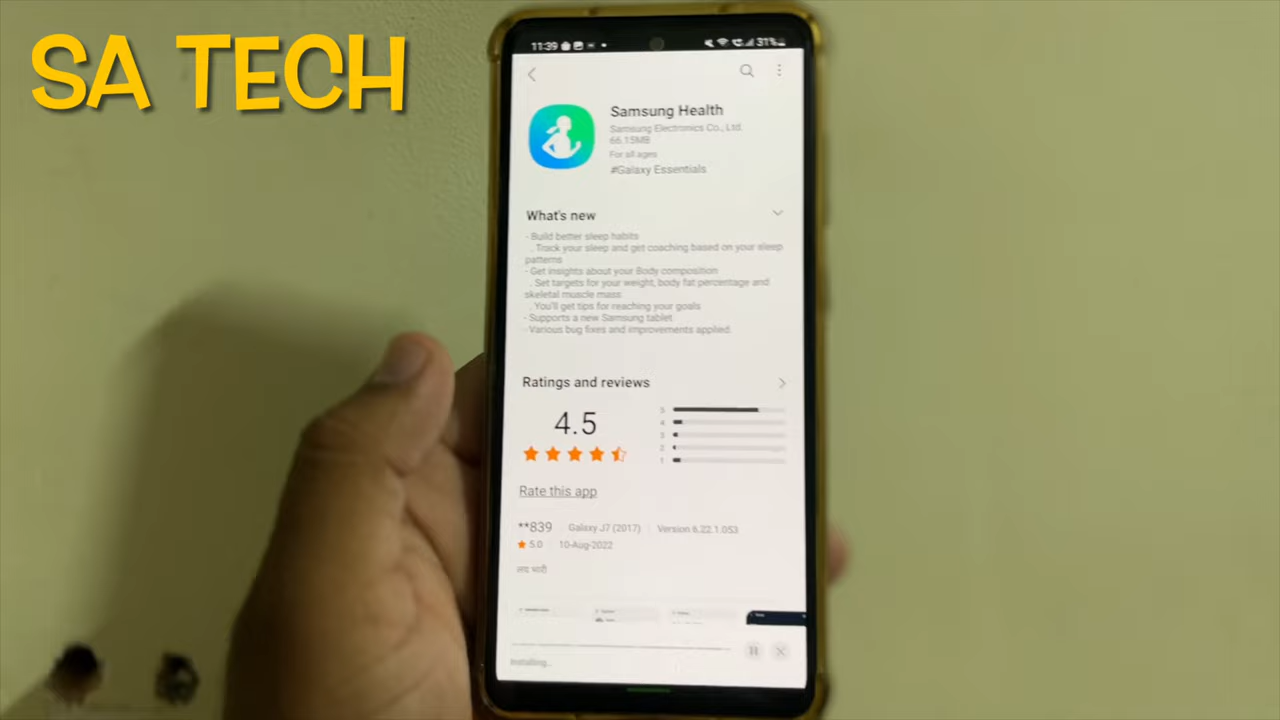 SA TECH
11:39
31%
Samsung Health
Samsung Electronics Co., Ltd.
66.15MB
For all ages
#Galaxy Essentials
What's new
- Build better sleep habits
. Track your sleep and get coaching based on your sleep
patterns
- Get insights about your Body composition
. Set targets for your weight, body fat percentage and
skeletal muscle mass
. You'll get tips for reaching your goals
- Supports a new Samsung tablet
- Various bug fixes and improvements applied.
Ratings and reviews
4.5
5
4
3
2
1
Rate this app
**839 Galaxy J7 (2017) Version 6.22.1.053
5.0 10-Aug-2022
Installing...